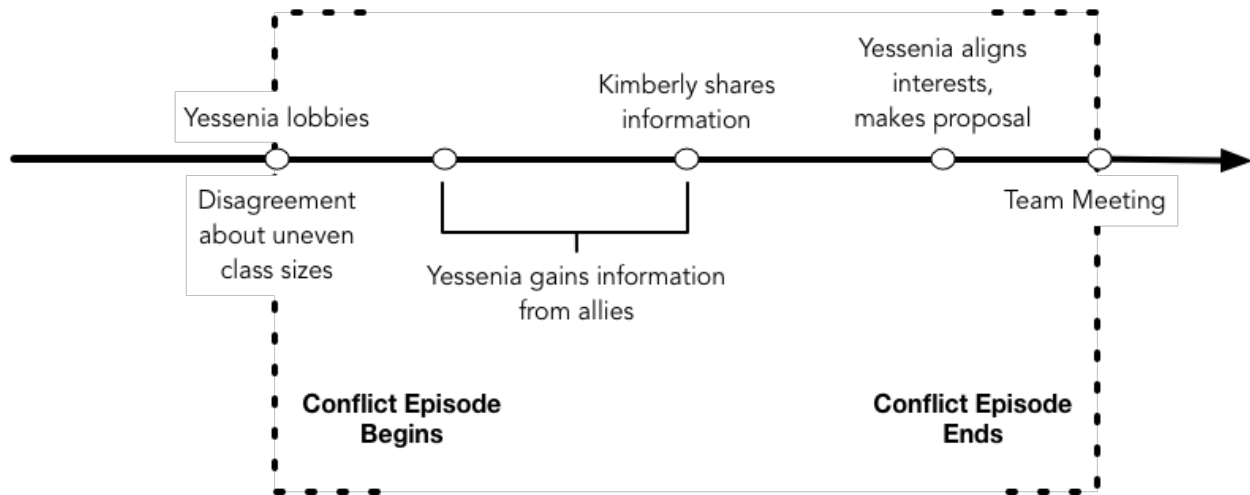 Yessenia lobbies
Disagreement
about uneven
class sizes
Yessenia gains information
from allies
Kimberly shares
information
Yessenia aligns
interests,
makes proposal
Team Meeting
Conflict Episode
Begins
Conflict Episode
Ends